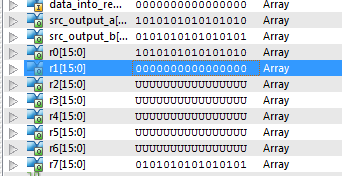 data_into_re... 0000000000000000 Array
src_output_a[... 1010101010101010 Array
src_output_b[... 0101010101010101 Array
r0[15:0] 1010101010101010 Array
r1[15:0] 0000000000000000 Array
r2[15:0] UUUUUUUUUUUUUUUU Array
r3[15:0] UUUUUUUUUUUUUUUU Array
r4[15:0] UUUUUUUUUUUUUUUU Array
r5[15:0] UUUUUUUUUUUUUUUU Array
r6[15:0] UUUUUUUUUUUUUUUU Array
r7[15:0] 0101010101010101 Array